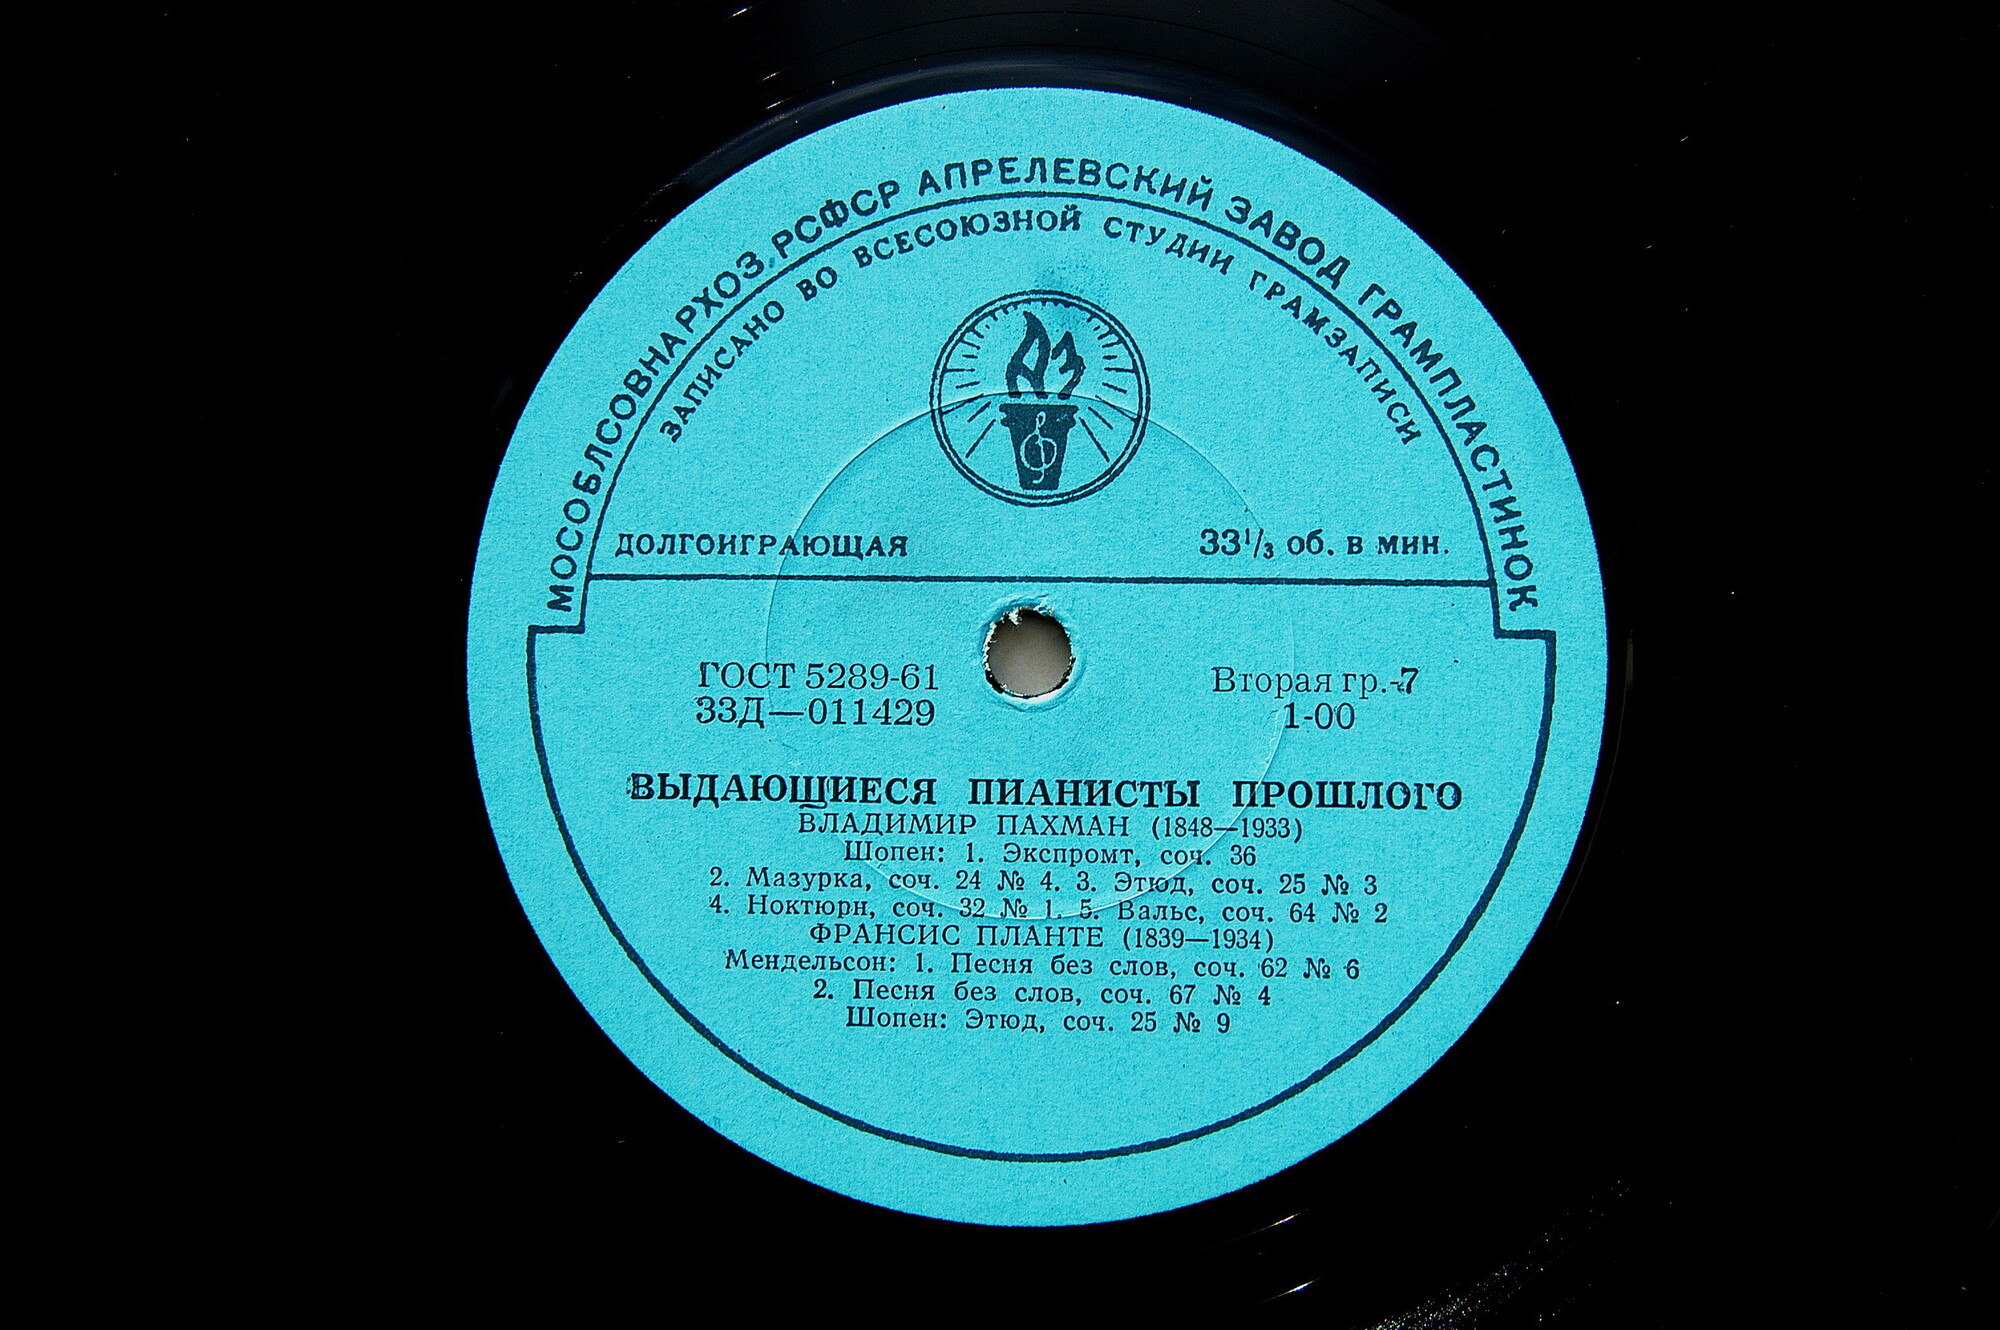 МОСОБЛСОВНАРХОЗ РСФСР АПРЕЛЕВСКИЙ ЗАВОД ГРАМПЛАСТИНОК
ЗАПИСАНО ВО ВСЕСОЮЗНОЙ СТУДИИ ГРАМЗАПИСИ
АЗ
ДОЛГОИГРАЮЩАЯ 33⅓ об. в мин.
ГОСТ 5289-61 Вторая гр.-7
33Д—011429 1-00
ВЫДАЮЩИЕСЯ ПИАНИСТЫ ПРОШЛОГО
ВЛАДИМИР ПАХМАН (1848—1933)
Шопен: 1. Экспромт, соч. 36
2. Мазурка, соч. 24 № 4. 3. Этюд, соч. 25 № 3
4. Ноктюрн, соч. 32 № 1. 5. Вальс, соч. 64 № 2
ФРАНСИС ПЛАНТЕ (1839—1934)
Мендельсон: 1. Песня без слов, соч. 62 № 6
2. Песня без слов, соч. 67 № 4
Шопен: Этюд, соч. 25 № 9